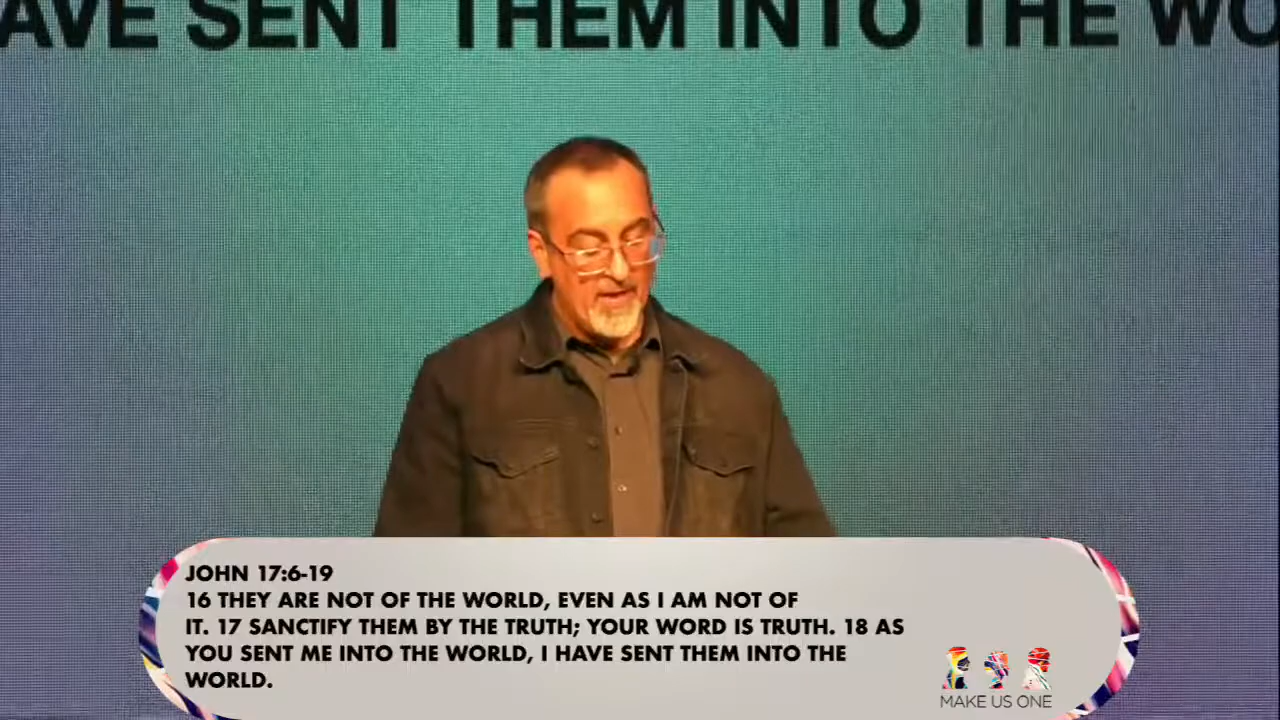 AVE SENT THEM INTO THE WO
JOHN 17:6-19
16 THEY ARE NOT OF THE WORLD, EVEN AS I AM NOT OF
IT. 17 SANCTIFY THEM BY THE TRUTH; YOUR WORD IS TRUTH. 18 AS
YOU SENT ME INTO THE WORLD, I HAVE SENT THEM INTO THE
WORLD.
MAKE US ONE